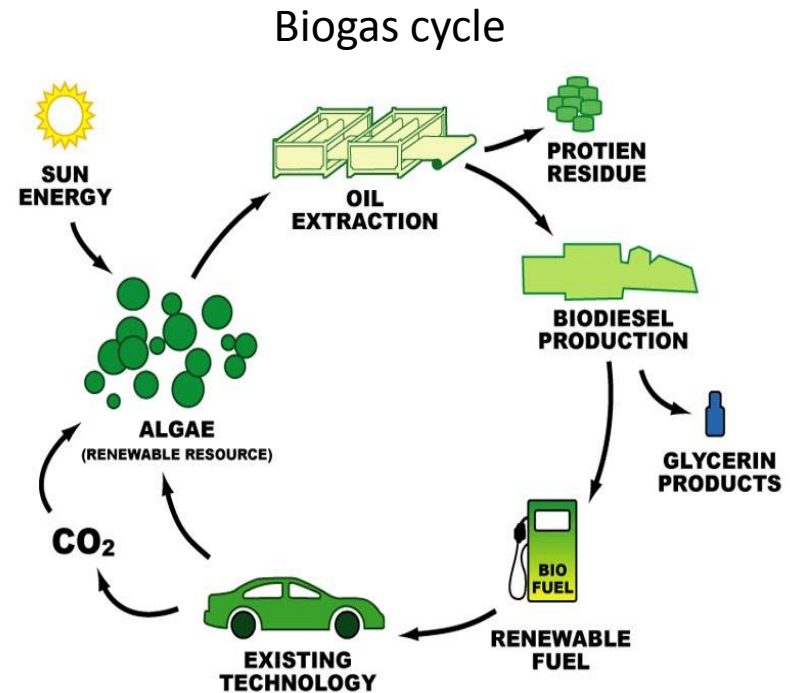 Biogas cycle
SUN
ENERGY
OIL
EXTRACTION
PROTIEN
RESIDUE
BIODIESEL
PRODUCTION
GLYCERIN
PRODUCTS
BIO
FUEL
RENEWABLE
FUEL
EXISTING
TECHNOLOGY
CO₂
ALGAE
(RENEWABLE RESOURCE)